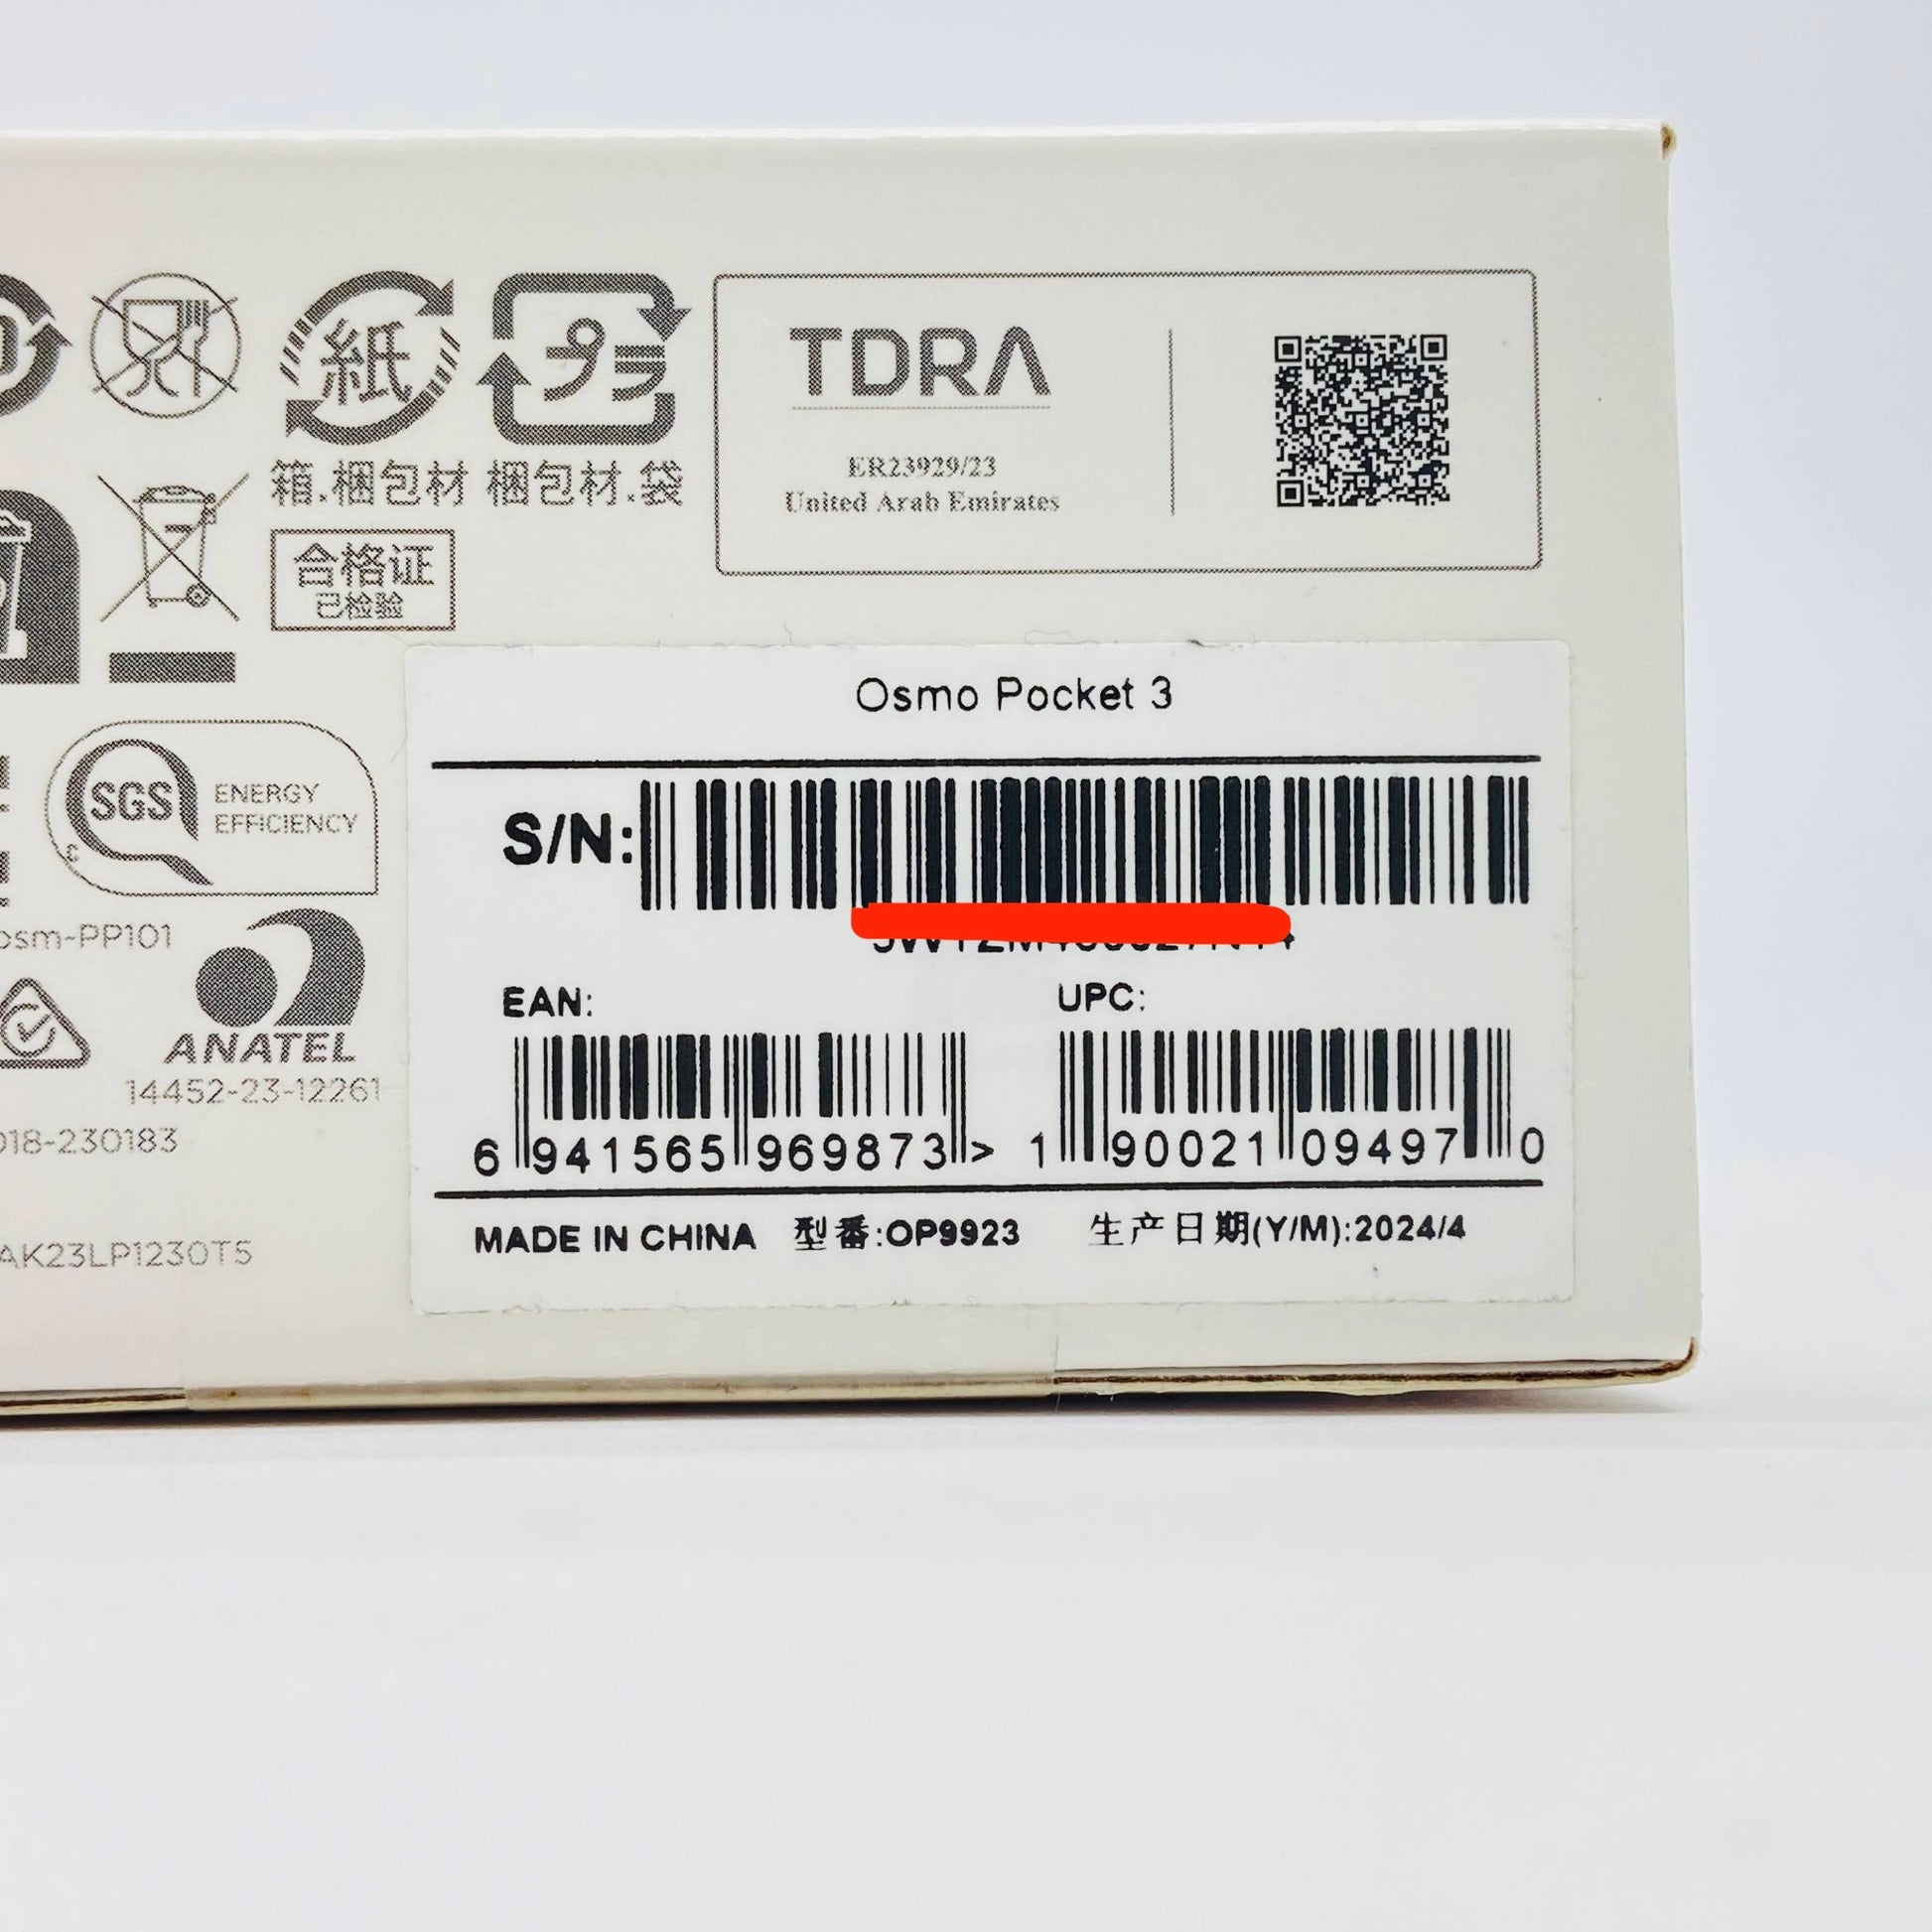 紙
プラ
箱.梱包材 梱包材.袋
合格证
已检验
TDRA
ER23929/23
United Arab Emirates
SGS
ENERGY
EFFICIENCY
osm-PP101
ANATEL
14452-23-12261
018-230183
AK23LP1230T5
Osmo Pocket 3
S/N:
EAN: UPC:
6 941565 969873> 1 90021 09497 0
MADE IN CHINA 型番:OP9923 生产日期(Y/M):2024/4